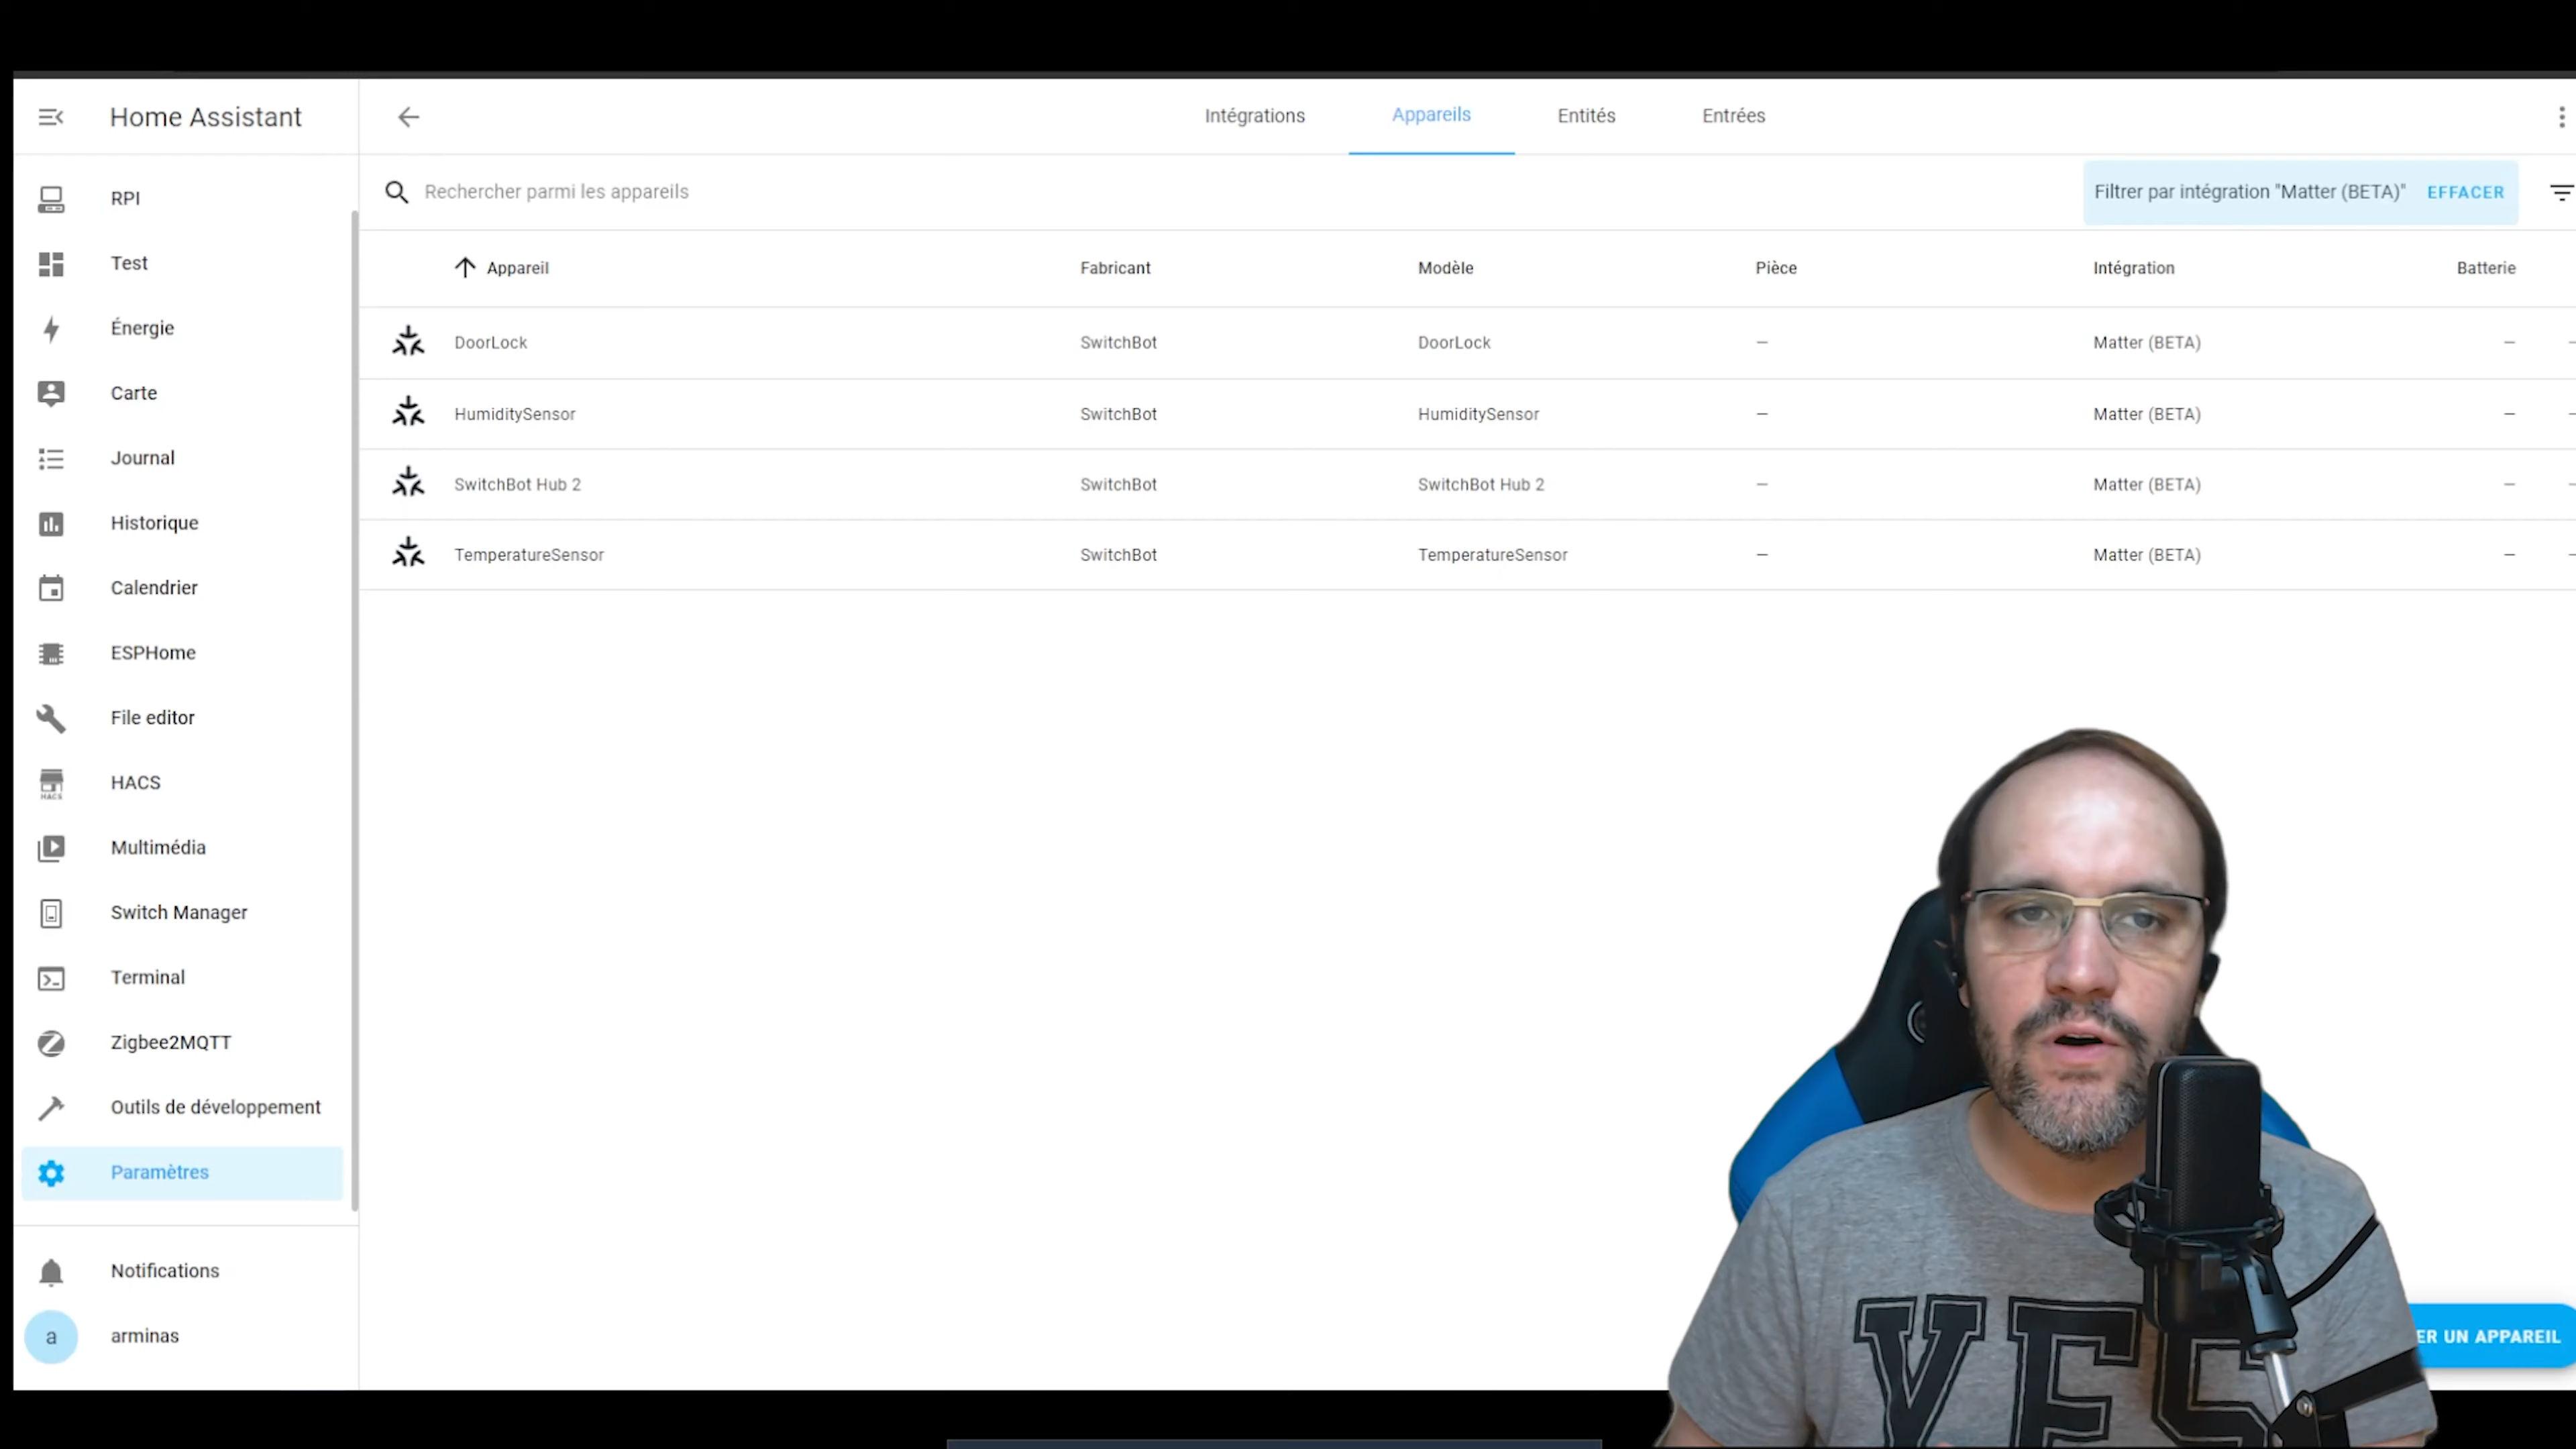 Home Assistant
Intégrations Appareils Entités Entrées
Rechercher parmi les appareils
Filtrer par intégration "Matter (BETA)" EFFACER
Appareil Fabricant Modèle Pièce Intégration Batterie
DoorLock SwitchBot DoorLock – Matter (BETA) –
HumiditySensor SwitchBot HumiditySensor – Matter (BETA) –
SwitchBot Hub 2 SwitchBot SwitchBot Hub 2 – Matter (BETA) –
TemperatureSensor SwitchBot TemperatureSensor – Matter (BETA) –
RPI
Test
Énergie
Carte
Journal
Historique
Calendrier
ESPHome
File editor
HACS
HACS
Multimédia
Switch Manager
Terminal
Zigbee2MQTT
Outils de développement
Paramètres
Notifications
a arminas
ER UN APPAREIL
YES